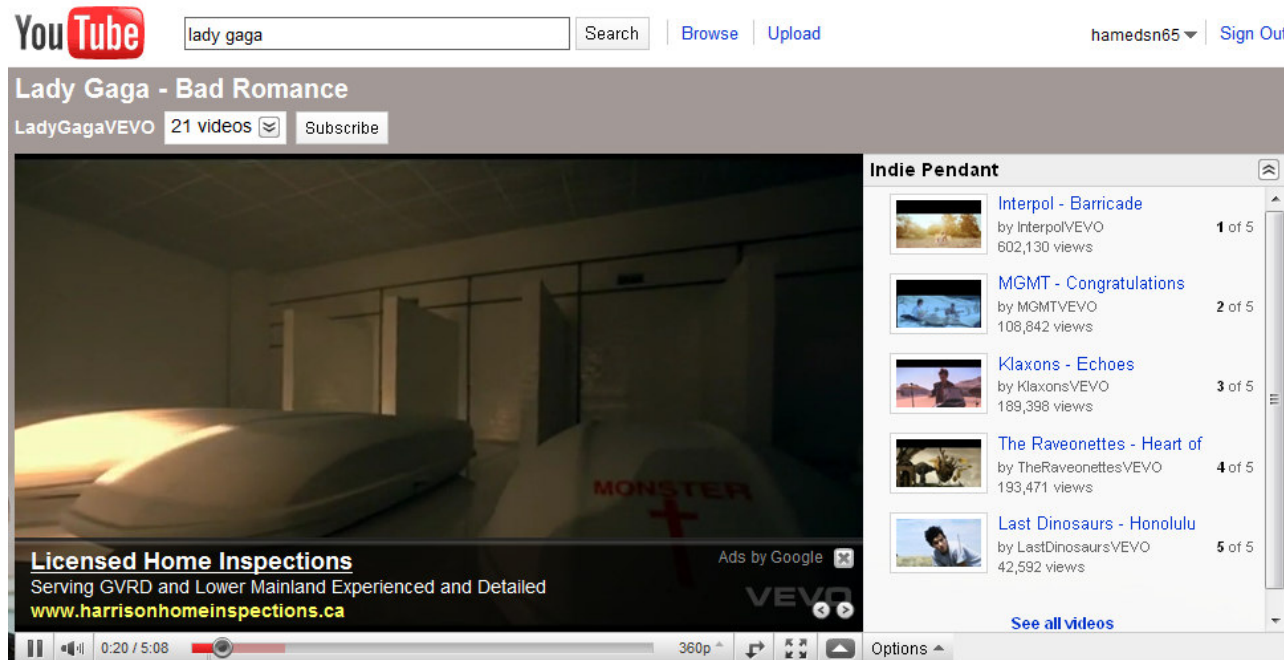 YouTube
lady gaga
Search
Browse
Upload
hamedsn65
Sign Out
Lady Gaga - Bad Romance
LadyGagaVEVO
21 videos
Subscribe
MONSTER
Licensed Home Inspections
Ads by Google
Serving GVRD and Lower Mainland Experienced and Detailed
www.harrisonhomeinspections.ca
VEVO
0:20 / 5:08
360p
Indie Pendant
Interpol - Barricade
by InterpolVEVO
1 of 5
602,130 views
MGMT - Congratulations
by MGMTVEVO
2 of 5
108,842 views
Klaxons - Echoes
by KlaxonsVEVO
3 of 5
189,398 views
The Raveonettes - Heart of
by TheRaveonettesVEVO
4 of 5
193,471 views
Last Dinosaurs - Honolulu
by LastDinosaursVEVO
5 of 5
42,592 views
See all videos
Options